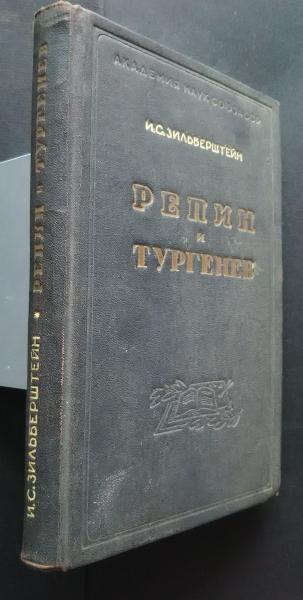 АКАДЕМИЯ НАУК СОЮЗА ССР
И.С.ЗИЛЬБЕРШТЕЙН
РЕПИН
и
ТУРГЕНЕВ
И.С.ЗИЛЬБЕРШТЕЙН * РЕПИН и ТУРГЕНЕВ